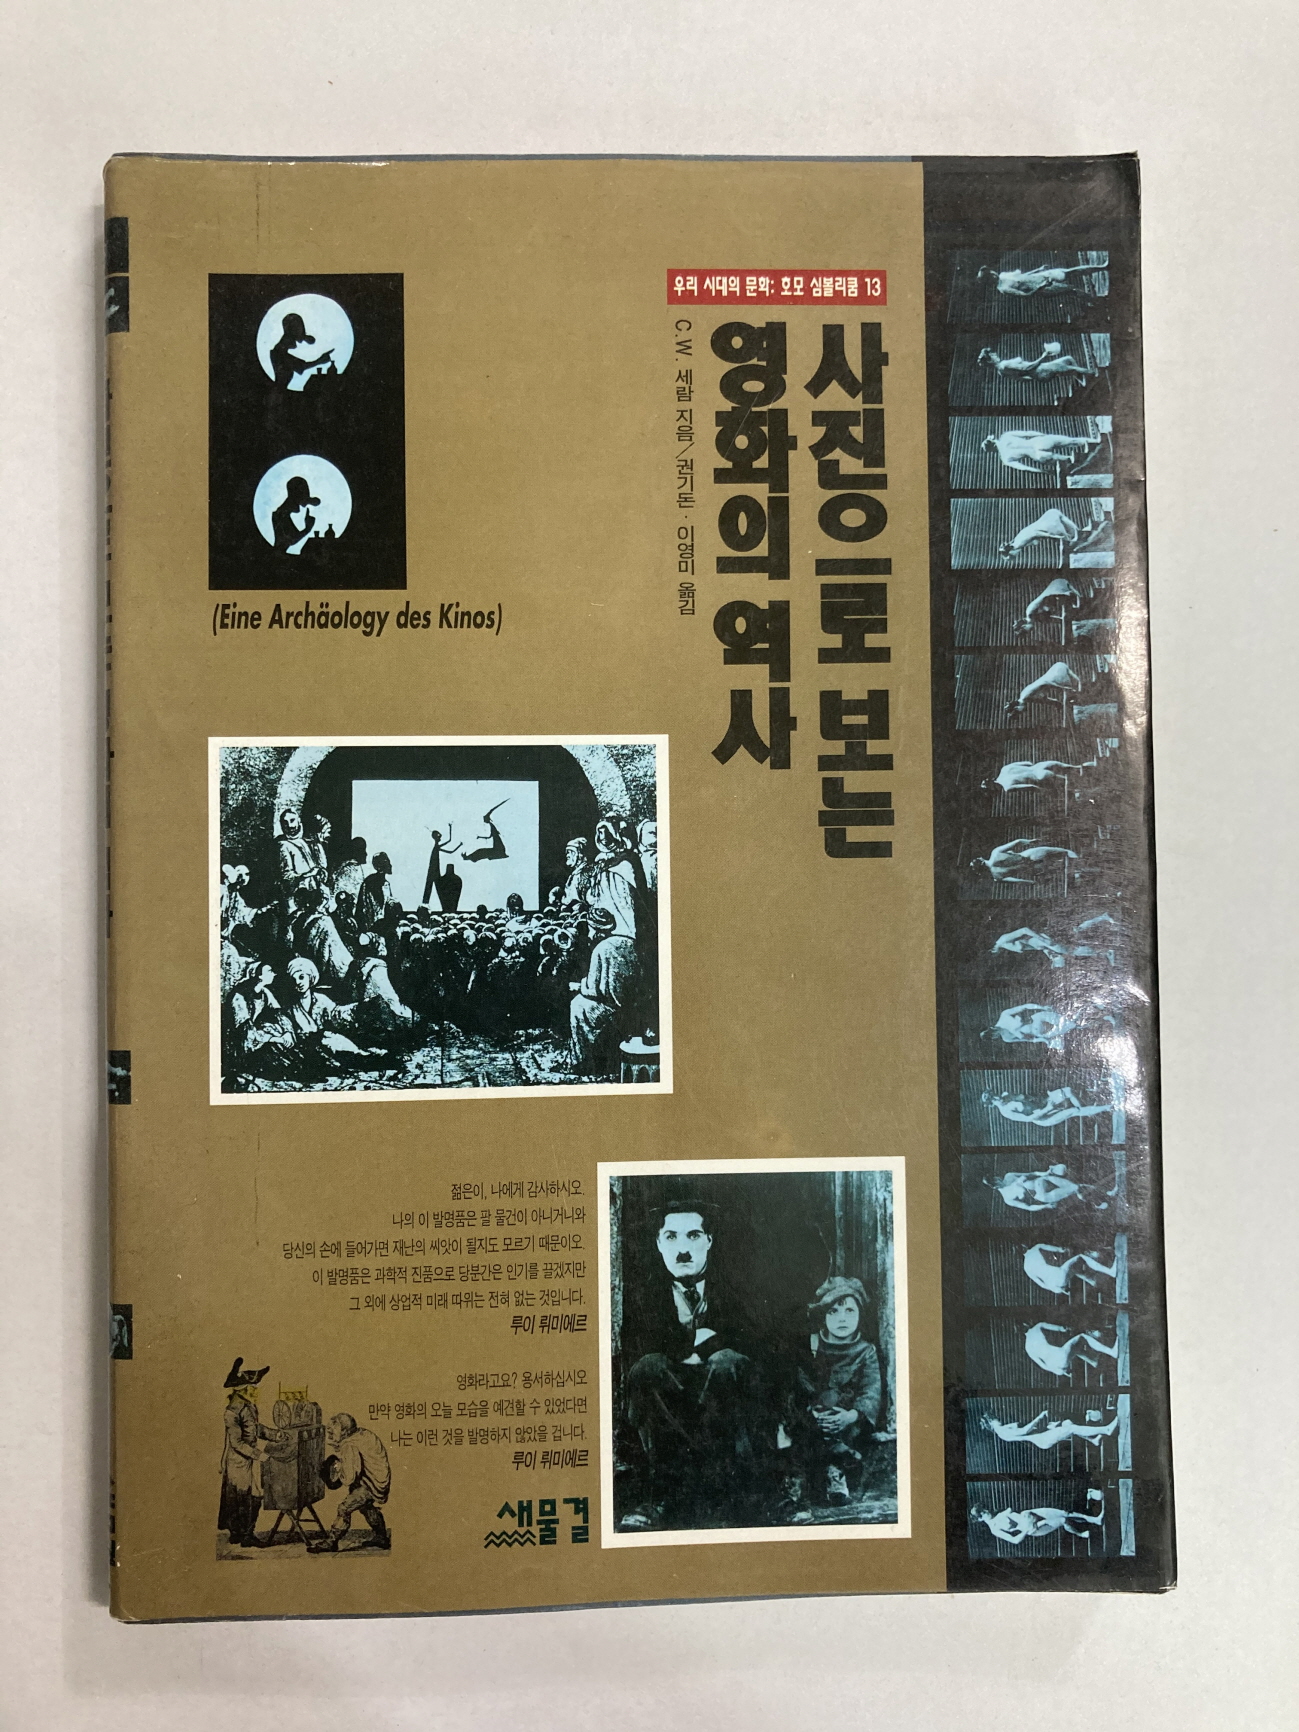 우리 시대의 문학: 호모 심볼리쿰 13
사진으로 보는
영화의 역사
C.W. 세람 지음/권기돈·이영미 옮김
(Eine Archäology des Kinos)
젊은이, 나에게 감사하시오.
나의 이 발명품은 팔 물건이 아니거니와
당신의 손에 들어가면 재난의 씨앗이 될지도 모르기 때문이오.
이 발명품은 과학적 진품으로 당분간은 인기를 끌겠지만
그 외에 상업적 미래 따위는 전혀 없는 것입니다.
루이 뤼미에르
영화라고요? 용서하십시오
만약 영화의 오늘 모습을 예견할 수 있었다면
나는 이런 것을 발명하지 않았을 겁니다.
루이 뤼미에르
새물결